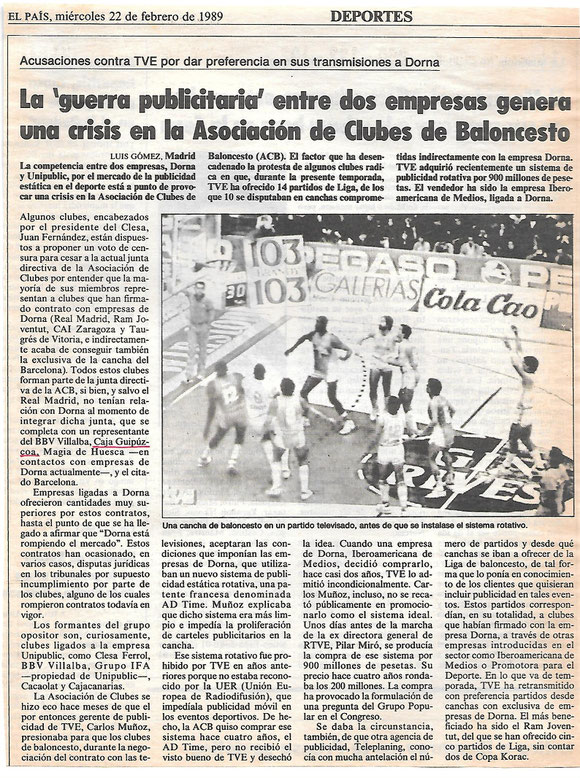 EL PAÍS, miércoles 22 de febrero de 1989
DEPORTES
Acusaciones contra TVE por dar preferencia en sus transmisiones a Dorna
La 'guerra publicitaria' entre dos empresas genera
una crisis en la Asociación de Clubes de Baloncesto
LUIS GÓMEZ, Madrid
La competencia entre dos empresas, Dorna
y Unipublic, por el mercado de la publicidad
estática en el deporte está a punto de provo-
car una crisis en la Asociación de Clubes de
Baloncesto (ACB). El factor que ha desen-
cadenado la protesta de algunos clubes radi-
ca en que, durante la presente temporada,
TVE ha ofrecido 14 partidos de Liga, de
los que 10 se disputaban en canchas comprome-
tidas indirectamente con la empresa Dorna.
TVE adquirió recientemente un sistema de
publicidad rotativo por 900 millones de pese-
tas. El vendedor ha sido la empresa Ibero-
americana de Medios, ligada a Dorna.
Algunos clubes, encabezados
por el presidente del Clesa,
Juan Fernández, están dispues-
tos a proponer un voto de cen-
sura para cesar a la actual junta
directiva de la Asociación de
Clubes por entender que la ma-
yoría de sus miembros repre-
sentan a clubes que han firma-
do contrato con empresas de
Dorna (Real Madrid, Ram Jo-
ventut, CAI Zaragoza y Tau-
grés de Vitoria, e indirectamen-
te acaba de conseguir también
la exclusiva de la cancha del
Barcelona). Todos estos clubes
forman parte de la junta directi-
va de la ACB, si bien, y salvo el
Real Madrid, no tenían rela-
ción con Dorna al momento de
integrar dicha junta, que se
completa con un representante
del BBV Villalba, Caja Guipúz-
coa, Magia de Huesca —en
contactos con empresas de
Dorna actualmente—, y el cita-
do Barcelona.
Empresas ligadas a Dorna
ofrecieron cantidades muy
superiores por estos contratos,
hasta el punto de que se ha lle-
gado a afirmar que "Dorna está
rompiendo el mercado". Estos
contratos han ocasionado, en
varios casos, disputas jurídicas
en los tribunales por supuesto
incumplimiento por parte de
los clubes, alguno de los cuales
rompieron contratos todavía en
vigor.
Los formantes del grupo
opositor son, curiosamente,
clubes ligados a la empresa
Unipublic, como Clesa Ferrol,
BBV Villalba, Grupo IFA
—propiedad de Unipublic—,
Cacaolat y Cajacanarias.
La Asociación de Clubes se
hizo eco hace meses de que el
por entonces gerente de publici-
dad de TVE, Carlos Muñoz,
presionaba para que los clubes
de baloncesto, durante la nego-
ciación del contrato con las te-
103
103
30
PEGASO
APE
GALERIAS
Cola Cao
Una cancha de baloncesto en un partido televisado, antes de que se instalase el sistema rotativo.
levisiones, aceptaran las con-
diciones que imponían las em-
presas de Dorna, que utiliza-
ban un nuevo sistema de publi-
cidad estática rotativa, una pa-
tente francesa denominada
AD Time. Muñoz explicaba
que dicho sistema era más lim-
pio e impedía la proliferación
de carteles publicitarios en la
cancha.
Ese sistema rotativo fue
prohibido por TVE en años ante-
riores porque no estaba recono-
cido por la UER (Unión Euro-
pea de Radiodifusión), que
impedíala publicidad móvil en
los eventos deportivos. De he-
cho, la ACB quiso comprar ese
sistema hace cuatro años, el
AD Time, pero no recibió el
visto bueno de TVE y desechó
la idea. Cuando una empresa
de Dorna, Iberoamericana de
Medios, decidió comprarlo,
hace casi dos años, TVE lo ad-
mitió incondicionalmente. Car-
los Muñoz, incluso, no se reca-
tó públicamente en promocio-
narlo como el sistema ideal.
Unos días antes de la marcha
de la ex directora general de
RTVE, Pilar Miró, se producía
la compra de ese sistema por
900 millones de pesetas. Su
precio hace cuatro años ronda-
ba los 200 millones. La compra
ha provocado la formulación de
una pregunta del Grupo Popu-
lar en el Congreso.
Se daba la circunstancia,
también, de que otra agencia de
publicidad, Teleplaning, cono-
cía con mucha antelación el nú-
mero de partidos y desde qué
canchas se iban a ofrecer de la
Liga de baloncesto, de tal for-
ma que lo ponía en conocimien-
to de los clientes que quisieran
incluir publicidad en tales even-
tos. Estos partidos correspon-
dían, en su totalidad, a clubes
que habían firmado con la em-
presa Dorna, a través de otras
empresas introducidas en el
sector como Iberoamericana de
Medios o Promotora para el
Deporte. En lo que va de tem-
porada, TVE ha retransmitido
con preferencia partidos desde
canchas con exclusiva de em-
presas de Dorna. El más bene-
ficiado ha sido el Ram Joven-
tut, del que se han ofrecido cin-
co partidos de Liga, sin contar
dos de Copa Korac.